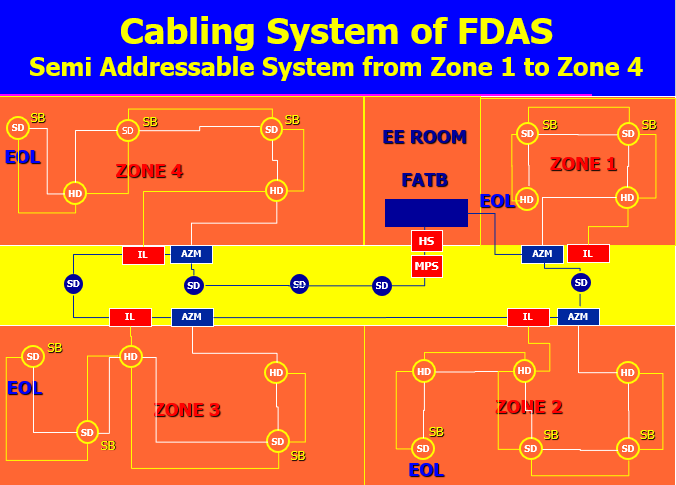 Cabling System of FDAS
Semi Addressable System from Zone 1 to Zone 4
SB
SD
EOL
HD
SD
SB
ZONE 4
SD
SB
HD
EE ROOM
FATB
HS
MPS
SD
SB
SD
SB
ZONE 1
EOL
HD
HD
IL
AZM
AZM
IL
SD
SD
SD
SD
SD
IL
AZM
IL
AZM
SD
SB
EOL
SD
SB
HD
ZONE 3
HD
SD
SB
HD
HD
HD
ZONE 2
SD
SB
EOL
SD
SB
SD
SB